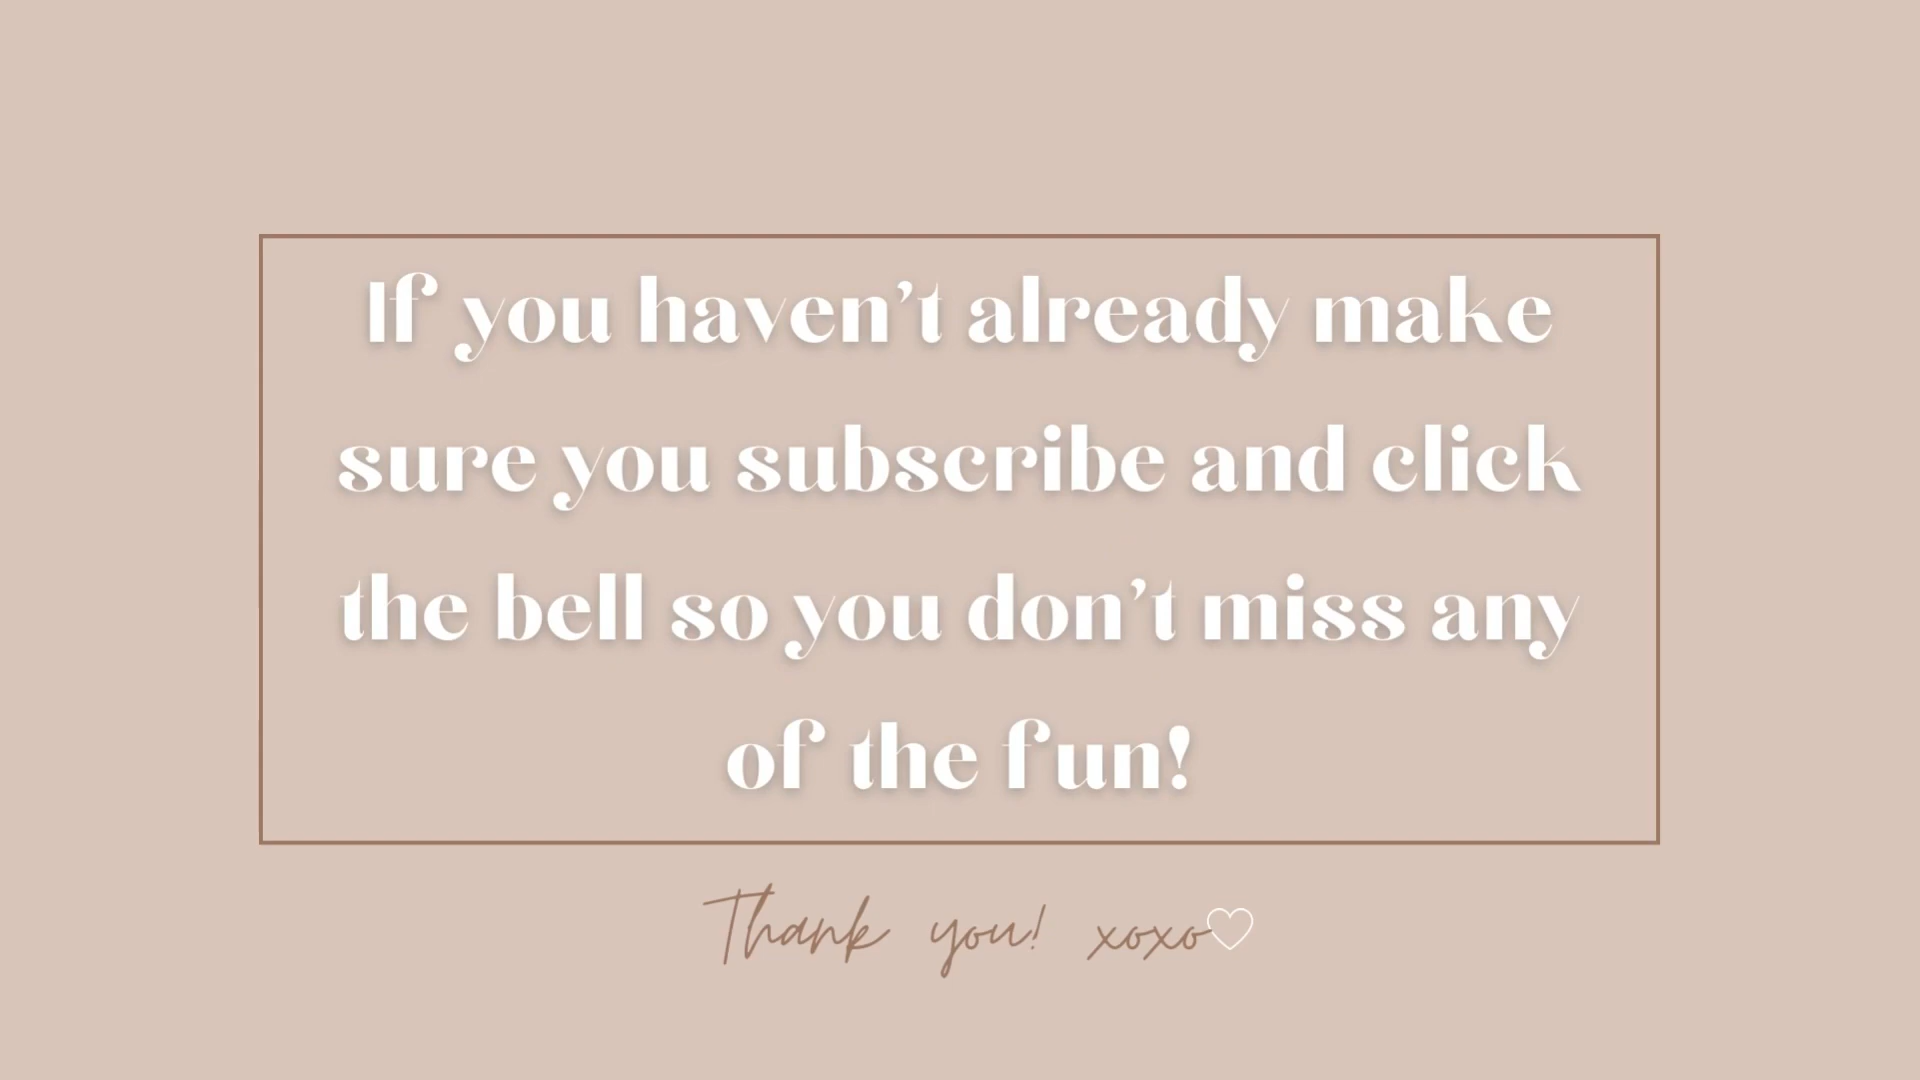 If you haven't already make
sure you subscribe and click
the bell so you don't miss any
of the fun!
Thank you! xoxo♡